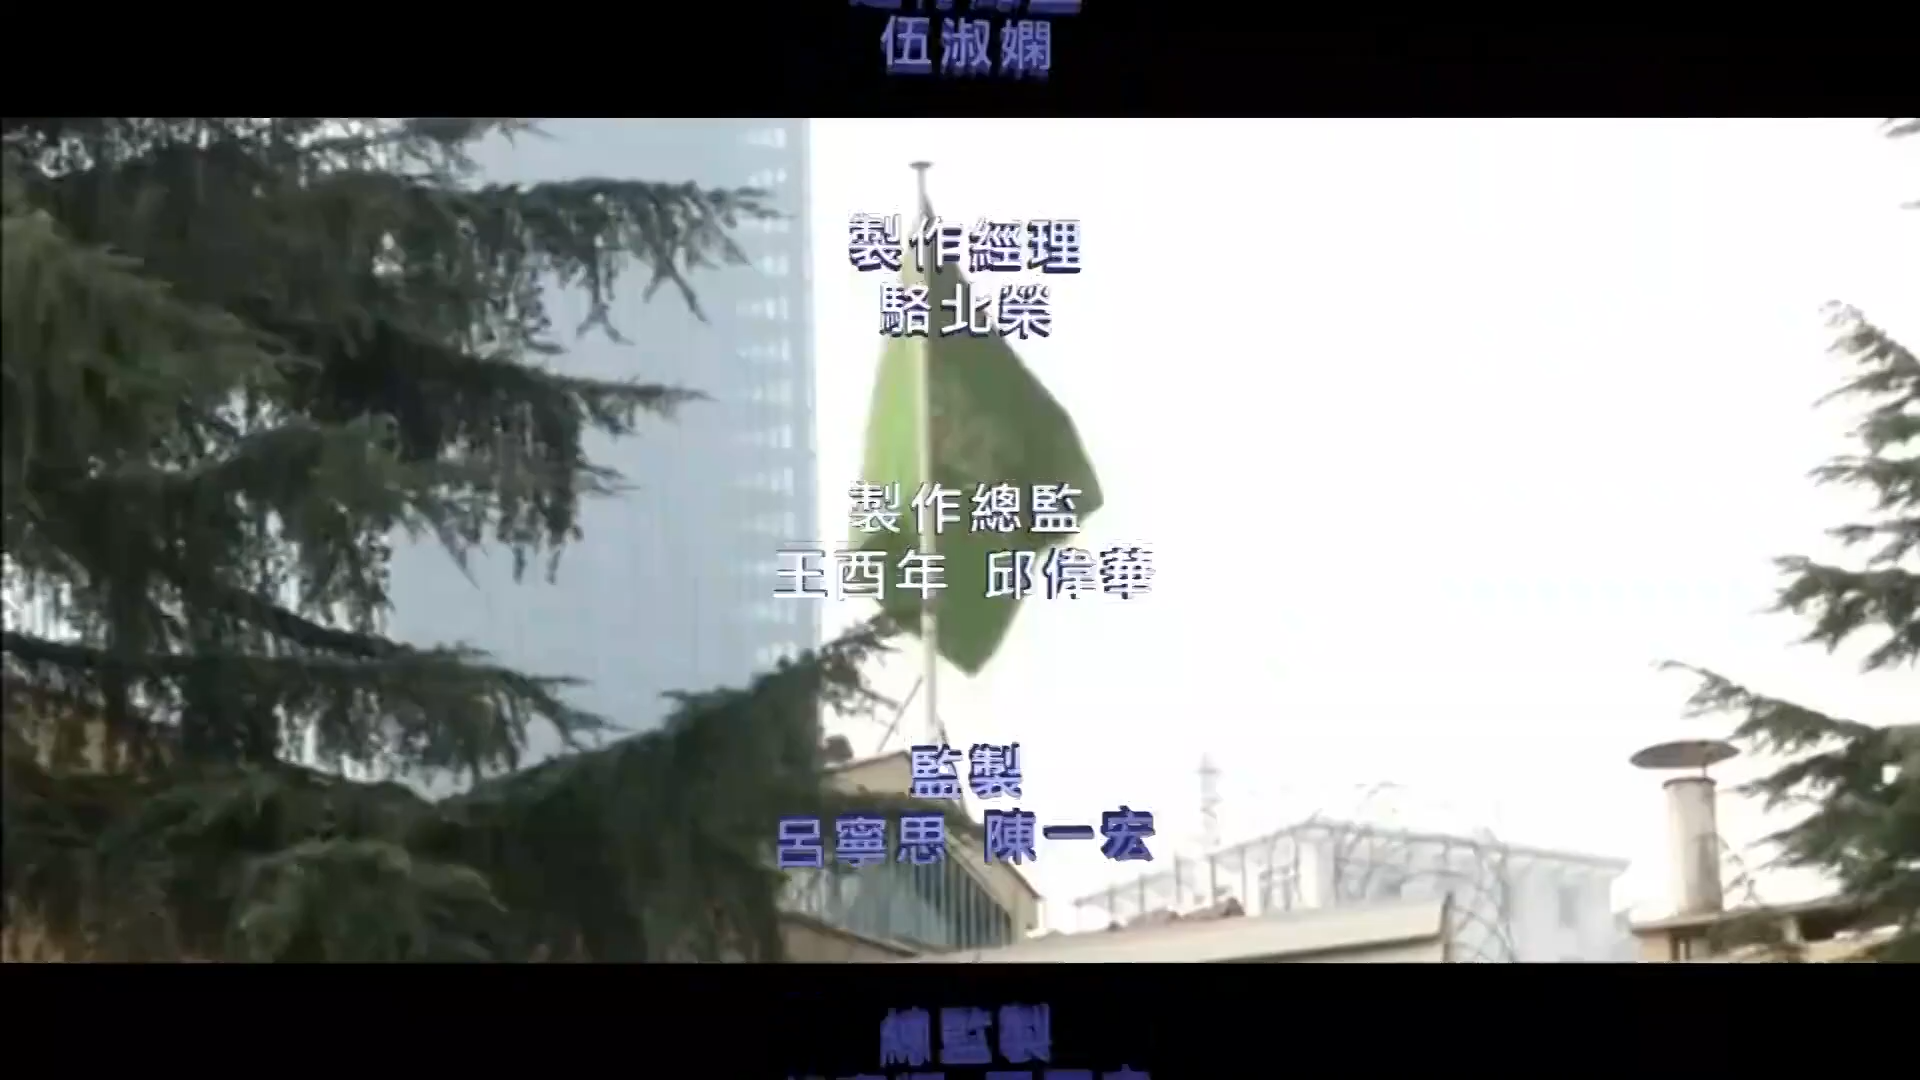 伍淑嫻
製作經理
駱北榮
製作總監
王酉年 邱偉華
監製
呂寧思 陳一宏
總監製